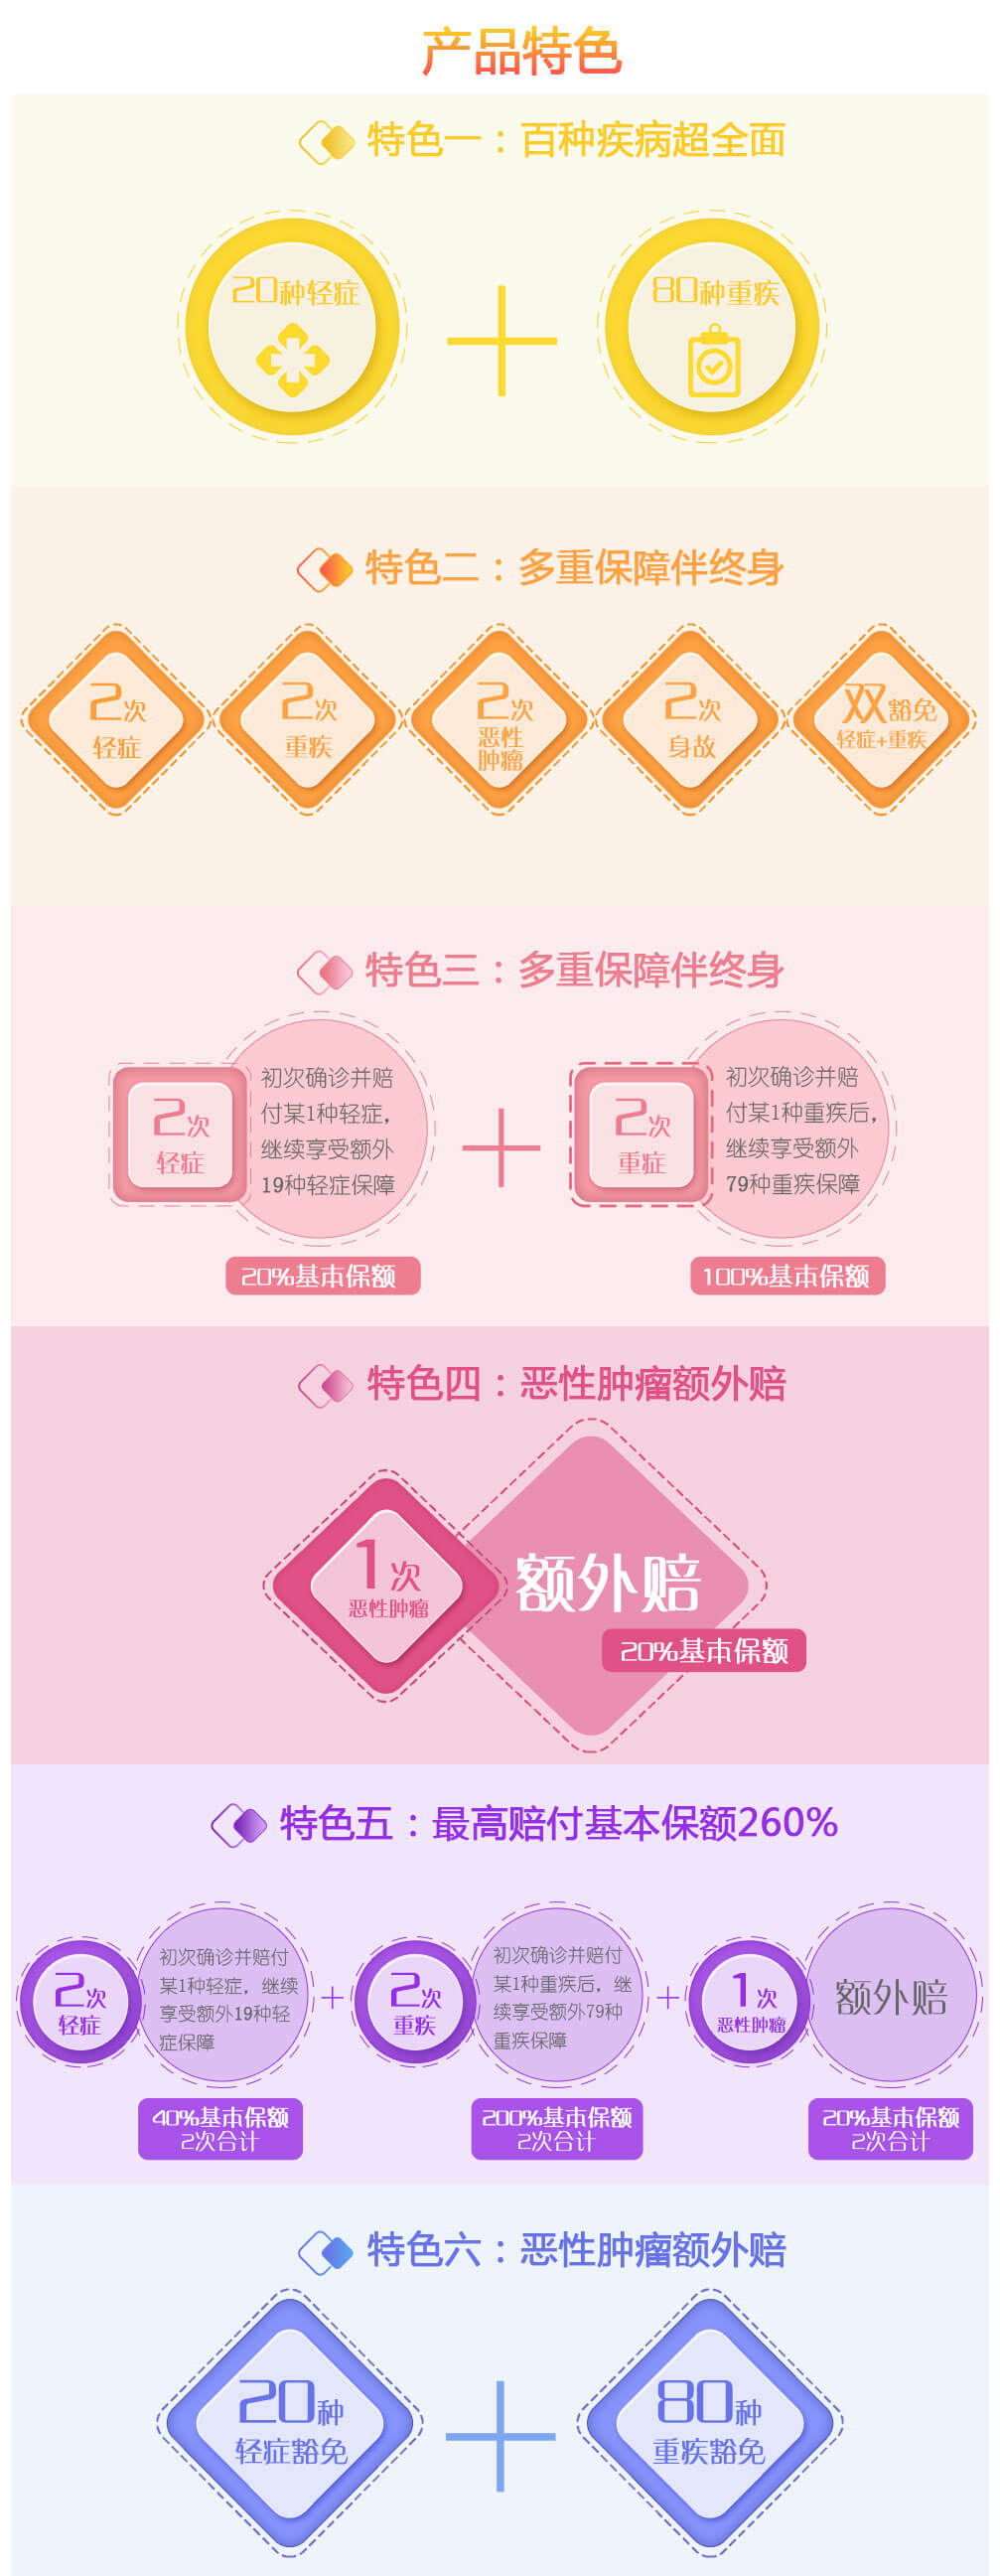 产品特色
特色一：百种疾病超全面
20种轻症
80种重疾
特色二：多重保障伴终身
2次
轻症
2次
重疾
2次
恶性
肿瘤
2次
身故
双豁免
轻症+重疾
特色三：多重保障伴终身
2次
轻症
初次确诊并赔
付某1种轻症，
继续享受额外
19种轻症保障
20%基本保额
2次
重症
初次确诊并赔
付某1种重疾后，
继续享受额外
79种重疾保障
100%基本保额
特色四：恶性肿瘤额外赔
1次
恶性肿瘤
额外赔
20%基本保额
特色五：最高赔付基本保额260%
2次
轻症
初次确诊并赔付
某1种轻症，继续
享受额外19种轻
症保障
40%基本保额
2次合计
2次
重疾
初次确诊并赔付
某1种重疾后，继
续享受额外79种
重疾保障
200%基本保额
2次合计
1次
恶性肿瘤
额外赔
20%基本保额
2次合计
特色六：恶性肿瘤额外赔
20种
轻症豁免
80种
重疾豁免